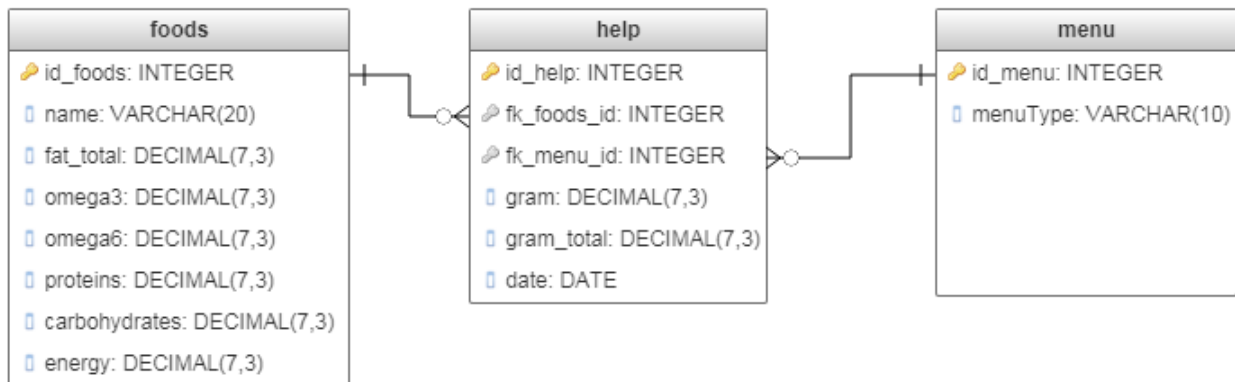 foods
id_foods: INTEGER
name: VARCHAR(20)
fat_total: DECIMAL(7,3)
omega3: DECIMAL(7,3)
omega6: DECIMAL(7,3)
proteins: DECIMAL(7,3)
carbohydrates: DECIMAL(7,3)
energy: DECIMAL(7,3)
help
id_help: INTEGER
fk_foods_id: INTEGER
fk_menu_id: INTEGER
gram: DECIMAL(7,3)
gram_total: DECIMAL(7,3)
date: DATE
menu
id_menu: INTEGER
menuType: VARCHAR(10)